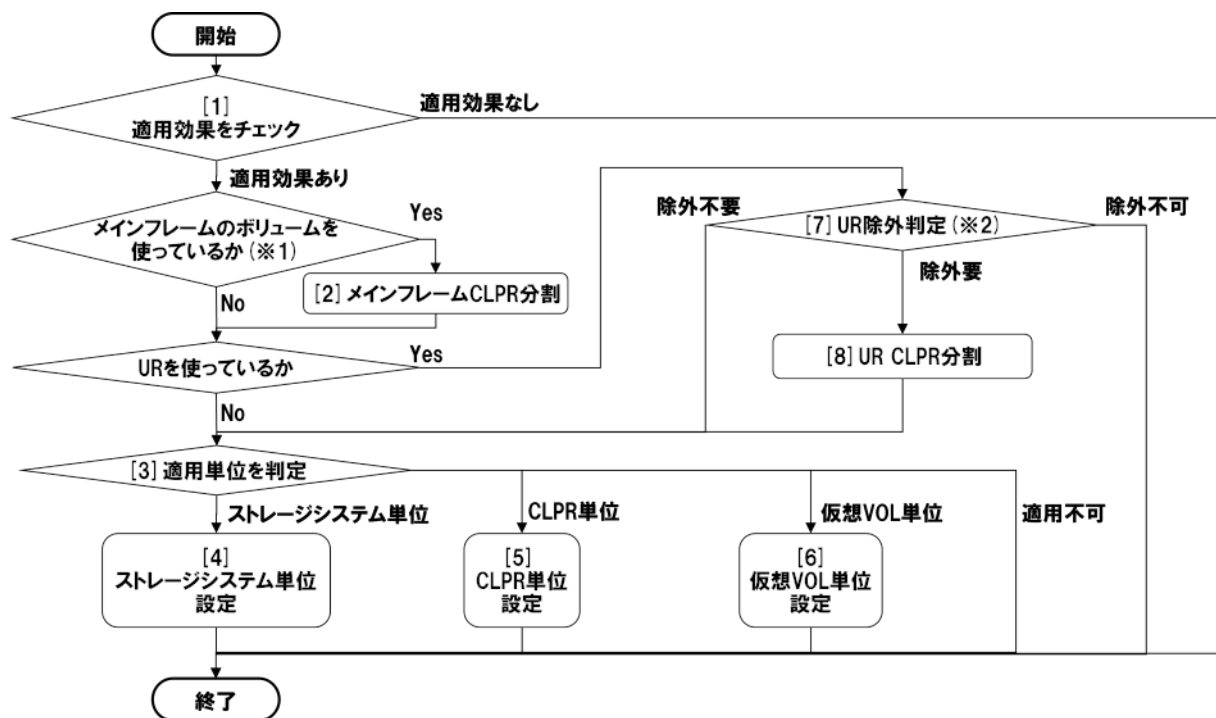 開始
[1]
適用効果をチェック
適用効果なし
適用効果あり
メインフレームのボリュームを
使っているか(※1)
Yes
No
[2]メインフレームCLPR分割
URを使っているか
Yes
No
[7]UR除外判定(※2)
除外不要
除外不可
除外要
[8]UR CLPR分割
[3]適用単位を判定
ストレージシステム単位
CLPR単位
仮想VOL単位
適用不可
[4]
ストレージシステム単位
設定
[5]
CLPR単位
設定
[6]
仮想VOL単位
設定
終了